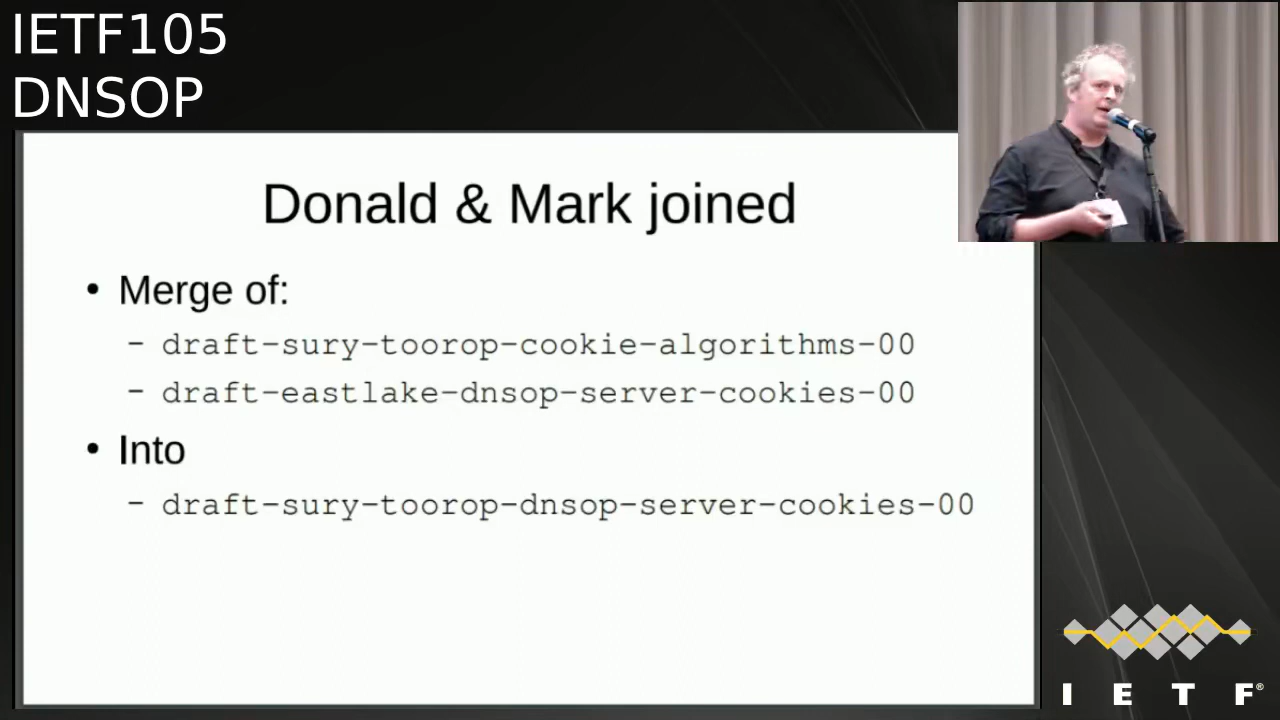 IETF105
DNSOP
Donald & Mark joined
• Merge of:
– draft-sury-toorop-cookie-algorithms-00
– draft-eastlake-dnsop-server-cookies-00
• Into
– draft-sury-toorop-dnsop-server-cookies-00
I E T F®